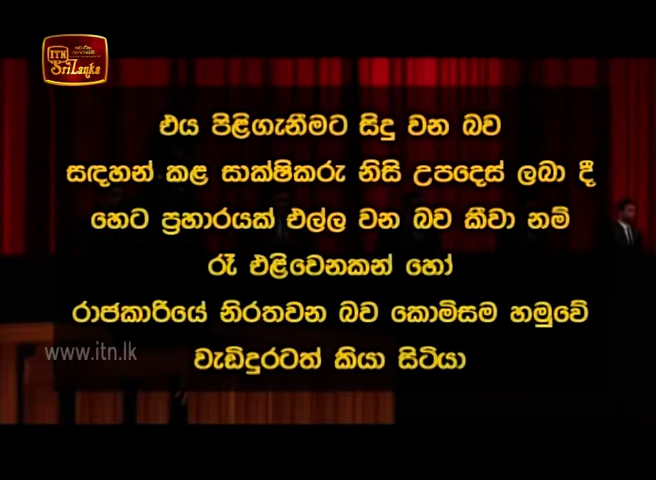 ITN
Sri Lanka
එය පිළිගැනීමට සිදු වන බව
සඳහන් කළ සාක්ෂිකරු නිසි උපදෙස් ලබා දී
හෙට ප්‍රහාරයක් එල්ල වන බව කීවා නම්
රෑ එළිවෙනකන් හෝ
රාජකාරියේ නිරතවන බව කොමිසම හමුවේ
වැඩිදුරටත් කියා සිටියා
www.itn.lk